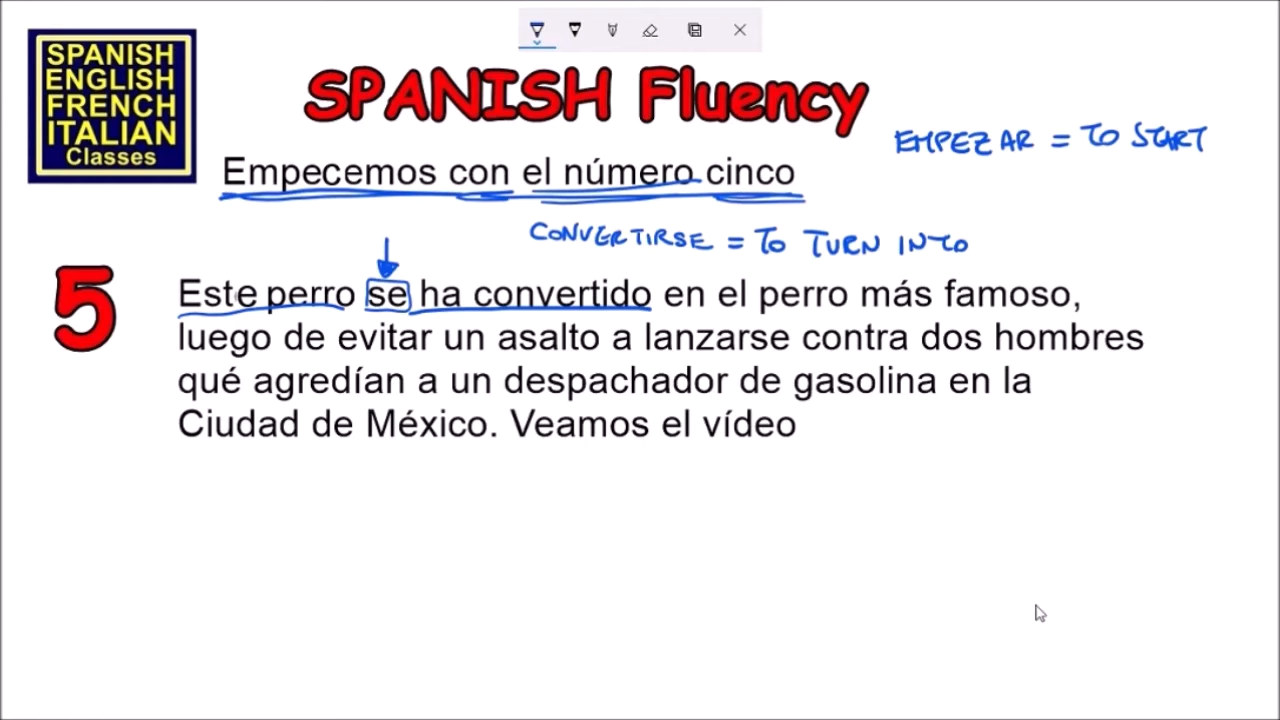 SPANISH
ENGLISH
FRENCH
ITALIAN
Classes
SPANISH Fluency
EMPEZAR = TO START
Empecemos con el número cinco
CONVERTIRSE = TO TURN INTO
5
Este perro se ha convertido en el perro más famoso,
luego de evitar un asalto a lanzarse contra dos hombres
qué agredían a un despachador de gasolina en la
Ciudad de México. Veamos el vídeo